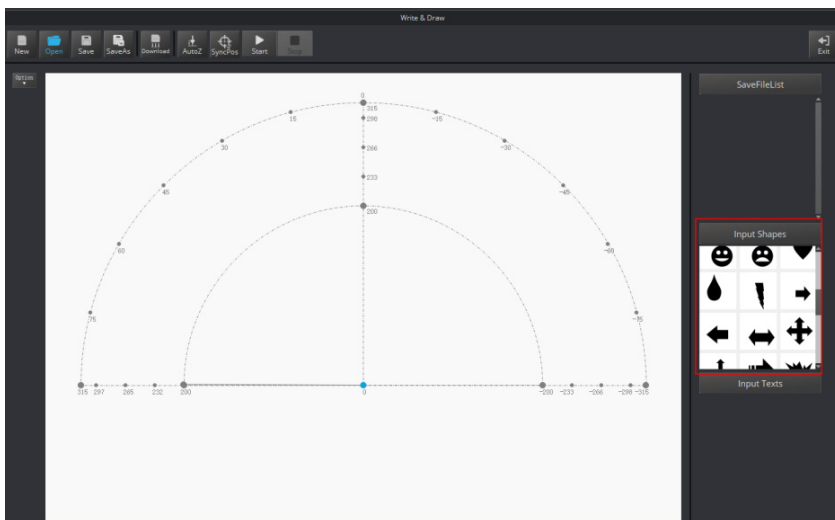 Write & Draw
New Open Save SaveAs Download AutoZ SyncPos Start Stop Exit
Option
SaveFileList
0
315
15 298 -15
30 266 -30
233
45 -45
200
Input Shapes
60 -60
75 -75
315 297 265 232 200 0 -200 -233 -266 -298 -315
Input Texts